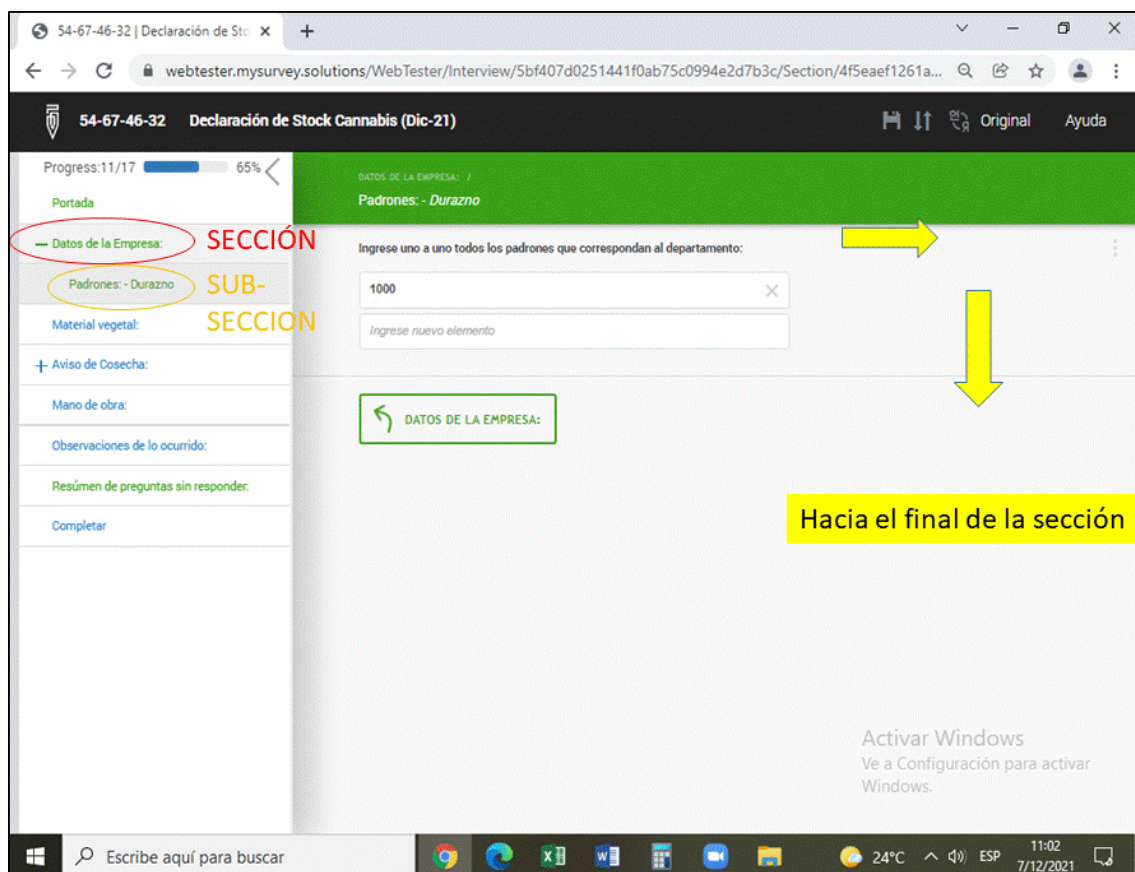 54-67-46-32 | Declaración de Sto
webtester.mysurvey.solutions/WebTester/Interview/5bf407d0251441f0ab75c0994e2d7b3c/Section/4f5eaef1261a...
54-67-46-32 Declaración de Stock Cannabis (Dic-21) Original Ayuda
Progress:11/17 65%
Portada
Datos de la Empresa:
SECCIÓN
Padrones: - Durazno
SUB-
SECCION
Material vegetal:
Aviso de Cosecha:
Mano de obra:
Observaciones de lo ocurrido:
Resúmen de preguntas sin responder:
Completar
DATOS DE LA EMPRESA: /
Padrones: - Durazno
Ingrese uno a uno todos los padrones que correspondan al departamento:
1000
Ingrese nuevo elemento
DATOS DE LA EMPRESA:
Hacia el final de la sección
Activar Windows
Ve a Configuración para activar
Windows.
Escribe aquí para buscar
24°C ESP 11:02
7/12/2021